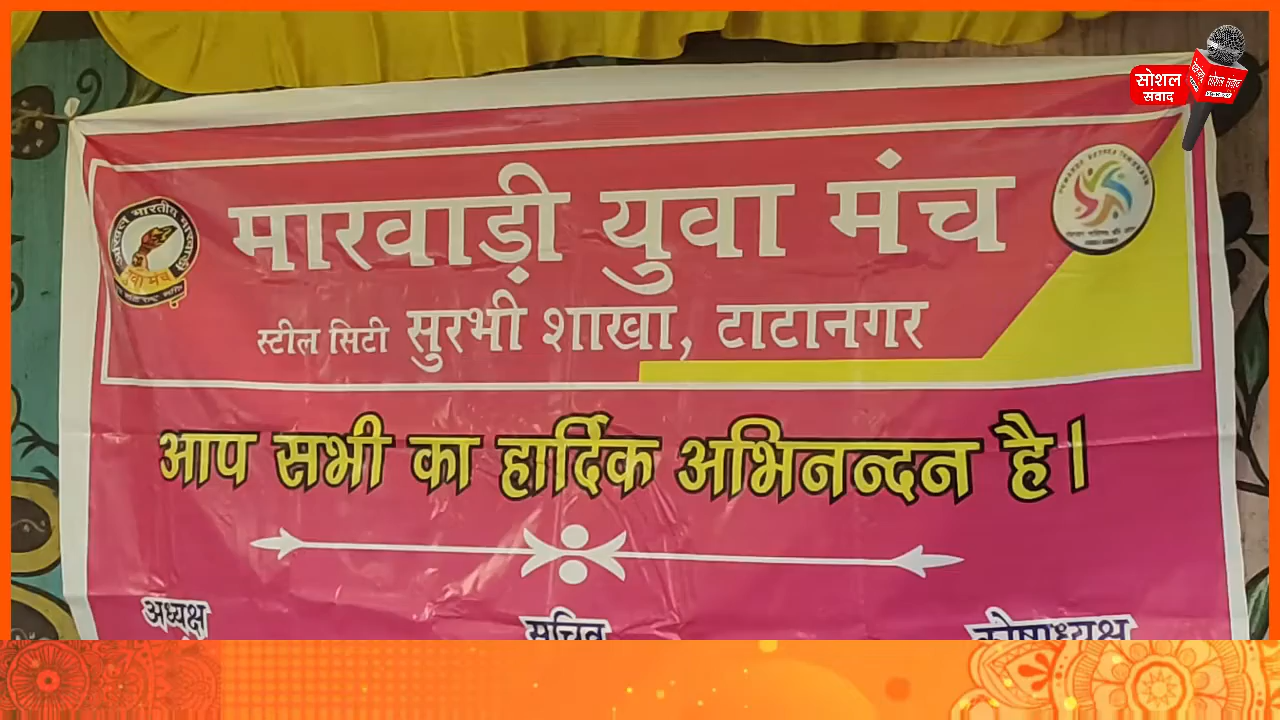 सोशल
संवाद
मारवाड़ी युवा मंच
स्टील सिटी सुरभी शाखा, टाटानगर
आप सभी का हार्दिक अभिनन्दन है।
अध्यक्ष
सचिव
कोषाध्यक्ष
युवा मंच